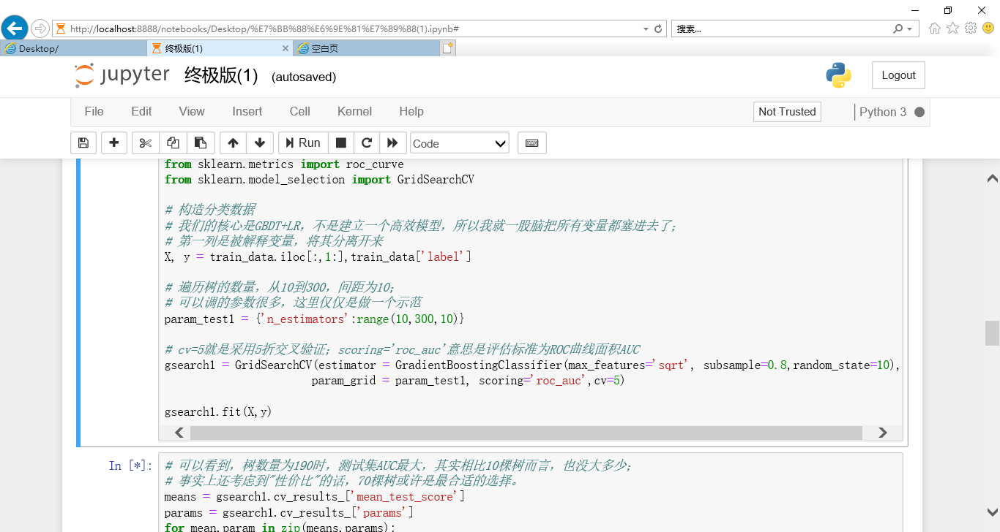 http://localhost:8888/notebooks/Desktop/%E7%BB%88%E6%9E%81%E7%89%88(1).ipynb#
搜索...
Desktop/
终极版(1)
空白页
jupyter 终极版(1) (autosaved)
Logout
File Edit View Insert Cell Kernel Help
Not Trusted
Python 3
Run
Code
from sklearn.metrics import roc_curve
from sklearn.model_selection import GridSearchCV
# 构造分类数据
# 我们的核心是GBDT+LR，不是建立一个高效模型，所以我就一股脑把所有变量都塞进去了；
# 第一列是被解释变量，将其分离开来
X, y = train_data.iloc[:,1:],train_data['label']
# 遍历树的数量，从10到300，间距为10；
# 可以调的参数很多，这里仅仅是做一个示范
param_test1 = {'n_estimators':range(10,300,10)}
# cv=5就是采用5折交叉验证；scoring='roc_auc'意思是评估标准为ROC曲线面积AUC
gsearch1 = GridSearchCV(estimator = GradientBoostingClassifier(max_features='sqrt', subsample=0.8,random_state=10),
param_grid = param_test1, scoring='roc_auc',cv=5)
gsearch1.fit(X,y)
In [*]:
# 可以看到，树数量为190时，测试集AUC最大，其实相比10棵树而言，也没大多少；
# 事实上还考虑到"性价比"的话，70棵树或许是最合适的选择。
means = gsearch1.cv_results_['mean_test_score']
params = gsearch1.cv_results_['params']
for mean,param in zip(means,params):